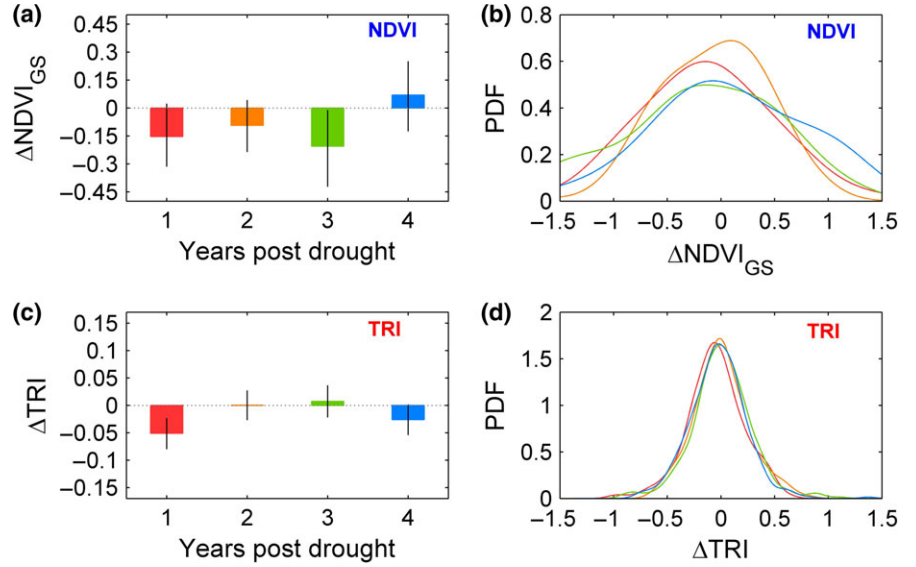 (a)
NDVI
0.45
0.3
0.15
0
−0.15
−0.3
−0.45
ΔNDVI_GS
1 2 3 4
Years post drought
(b)
NDVI
0.8
0.6
0.4
0.2
0
PDF
−1.5 −1 −0.5 0 0.5 1 1.5
ΔNDVI_GS
(c)
TRI
0.15
0.1
0.05
0
−0.05
−0.1
−0.15
ΔTRI
1 2 3 4
Years post drought
(d)
TRI
2
1.5
1
0.5
0
PDF
−1.5 −1 −0.5 0 0.5 1 1.5
ΔTRI